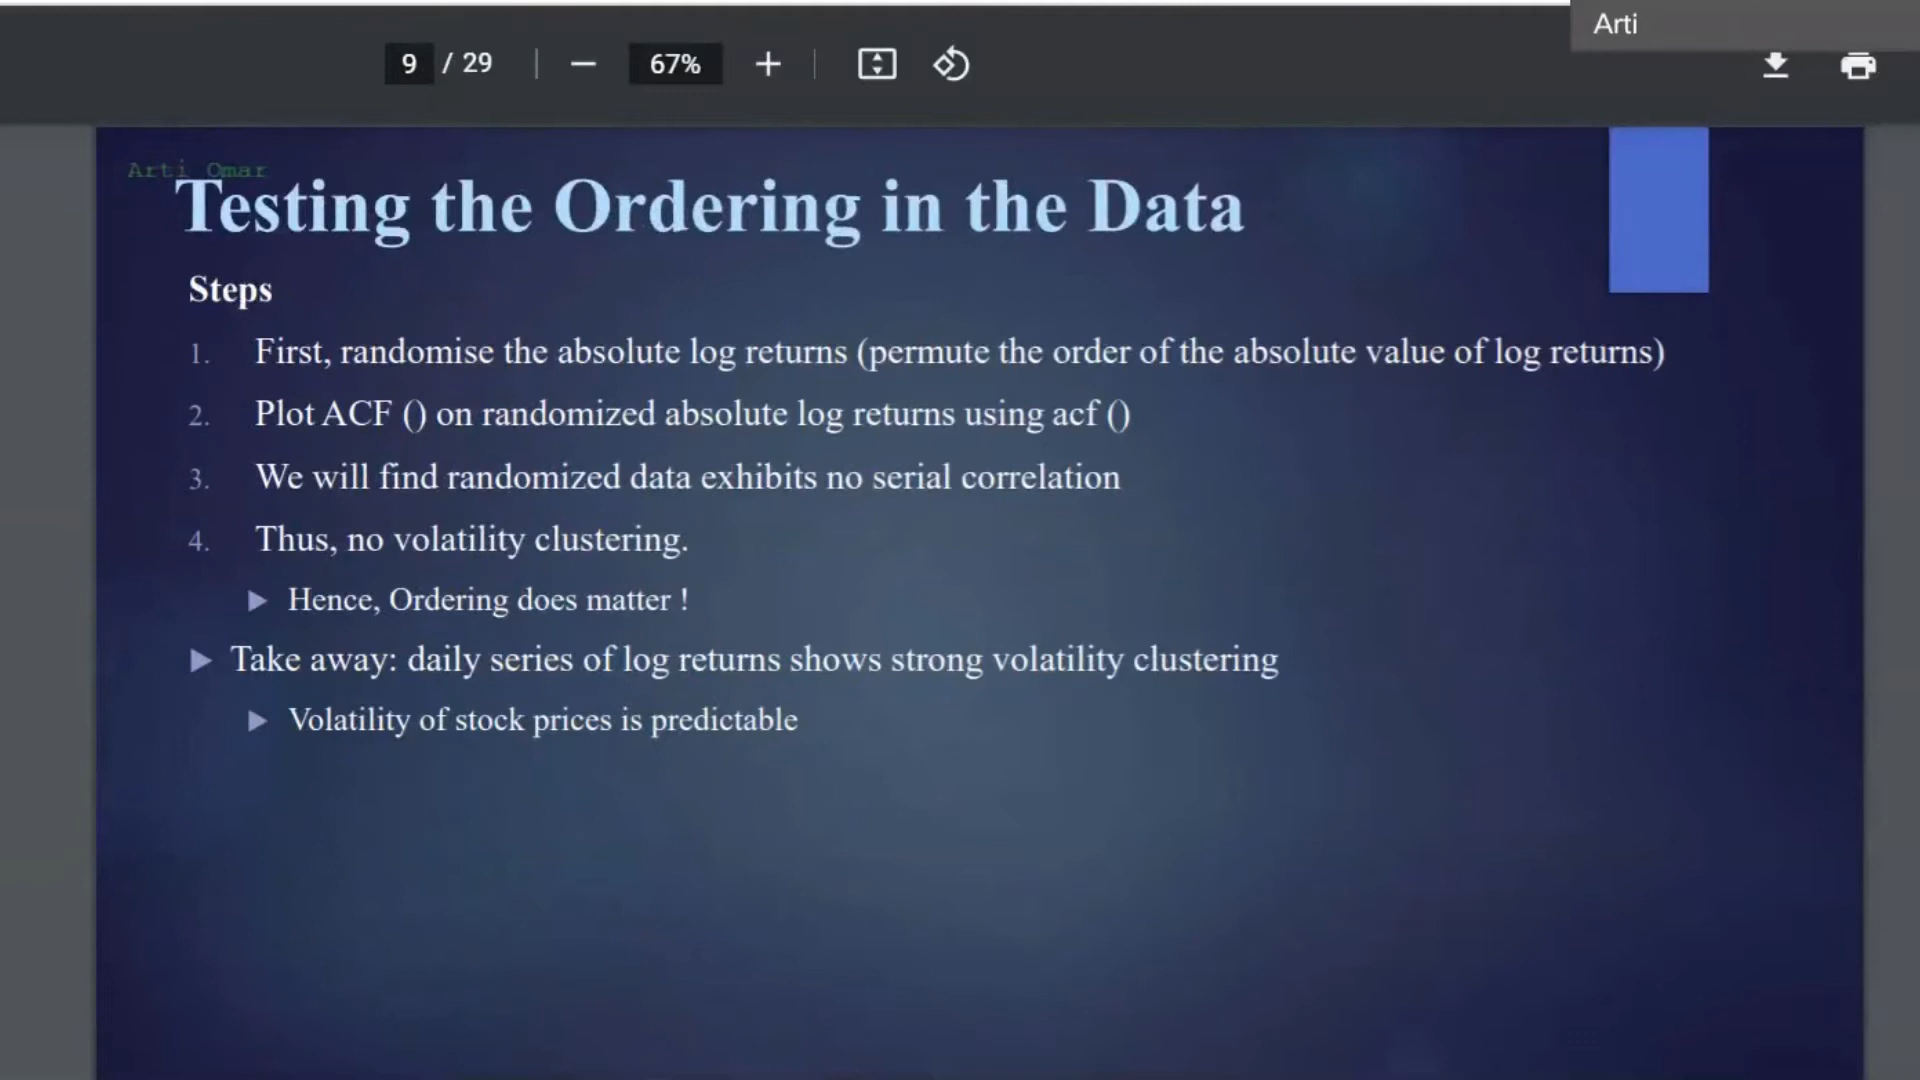 Arti
9 / 29
67%
Arti Omar
Testing the Ordering in the Data
Steps
1. First, randomise the absolute log returns (permute the order of the absolute value of log returns)
2. Plot ACF () on randomized absolute log returns using acf ()
3. We will find randomized data exhibits no serial correlation
4. Thus, no volatility clustering.
Hence, Ordering does matter !
Take away: daily series of log returns shows strong volatility clustering
Volatility of stock prices is predictable